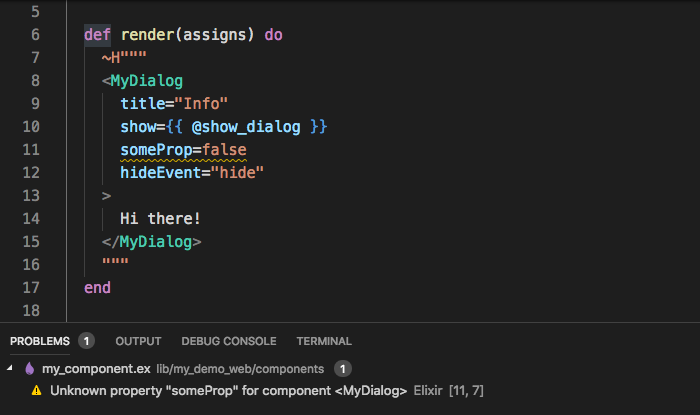 5
6 def render(assigns) do
7 ~H"""
8 <MyDialog
9 title="Info"
10 show={{ @show_dialog }}
11 someProp=false
12 hideEvent="hide"
13 >
14 Hi there!
15 </MyDialog>
16 """
17 end
18
PROBLEMS 1 OUTPUT DEBUG CONSOLE TERMINAL
my_component.ex lib/my_demo_web/components 1
Unknown property "someProp" for component <MyDialog> Elixir [11, 7]